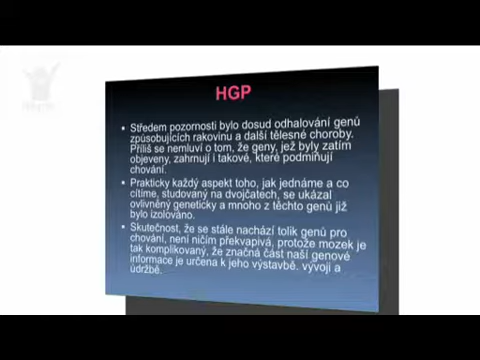 HGP
• Středem pozornosti bylo dosud odhalování genů
způsobujících rakovinu a další tělesné choroby.
Příliš se nemluví o tom, že geny, jež byly zatím
objeveny, zahrnují i takové, které podmiňují
chování.
• Prakticky každý aspekt toho, jak jednáme a co
cítíme, studovaný na dvojčatech, se ukázal
ovlivněný geneticky a mnoho z těchto genů již
bylo izolováno.
• Skutečnost, že se stále nachází tolik genů pro
chování, není ničím překvapivá, protože mozek je
tak komplikovaný, že značná část naší genové
informace je určena k jeho výstavbě. vývoji a
údržbě.